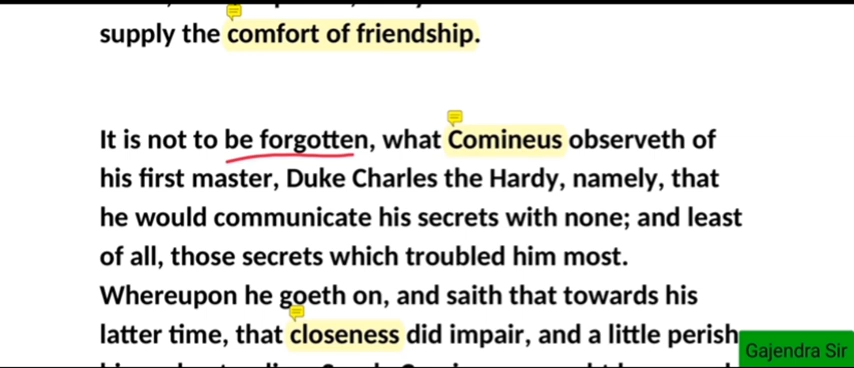 supply the comfort of friendship.
It is not to be forgotten, what Comineus observeth of
his first master, Duke Charles the Hardy, namely, that
he would communicate his secrets with none; and least
of all, those secrets which troubled him most.
Whereupon he goeth on, and saith that towards his
latter time, that closeness did impair, and a little perish
Gajendra Sir